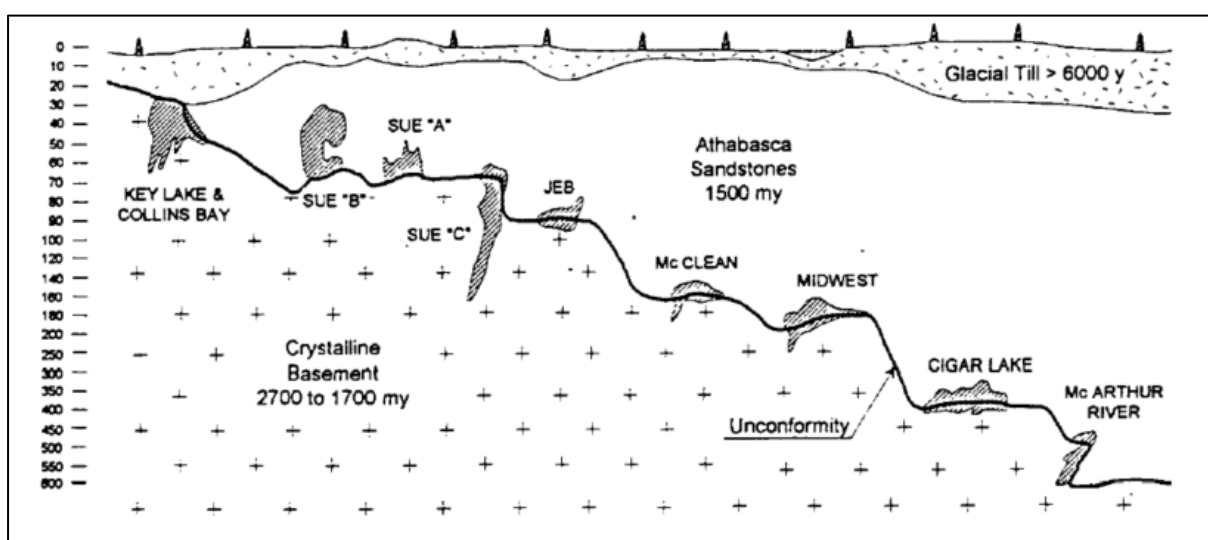 0
10
20
30
40
50
60
70
80
90
100
120
140
160
180
200
250
300
350
400
450
500
550
600
Glacial Till > 6000 y
SUE "A"
Athabasca
Sandstones
1500 my
KEY LAKE &
COLLINS BAY
SUE "B"
JEB
SUE "C"
Mc CLEAN
MIDWEST
Crystalline
Basement
2700 to 1700 my
CIGAR LAKE
Mc ARTHUR
RIVER
Unconformity